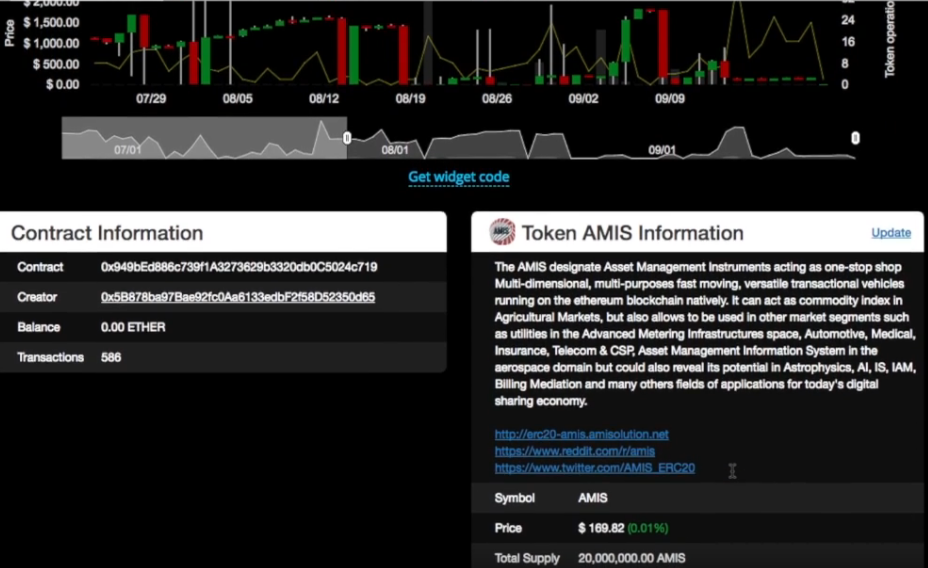 $2,000.00
$1,500.00
$1,000.00
$ 500.00
$ 0.00
Price
24
16
8
0
Token operatio
07/29 08/05 08/12 08/19 08/26 09/02 09/09
07/01 08/01 09/01
Get widget code
Contract Information
Contract 0x949bEd886c739f1A3273629b3320db0C5024c719
Creator 0x5B878ba97Bae92fc0Aa6133edbF2f58D52350d65
Balance 0.00 ETHER
Transactions 586
AMIS Token AMIS Information Update
The AMIS designate Asset Management Instruments acting as one-stop shop
Multi-dimensional, multi-purposes fast moving, versatile transactional vehicles
running on the ethereum blockchain natively. It can act as commodity index in
Agricultural Markets, but also allows to be used in other market segments such
as utilities in the Advanced Metering Infrastructures space, Automotive, Medical,
Insurance, Telecom & CSP, Asset Management Information System in the
aerospace domain but could also reveal its potential in Astrophysics, AI, IS, IAM,
Billing Mediation and many others fields of applications for today's digital
sharing economy.
http://erc20-amis.amisolution.net
https://www.reddit.com/r/amis
https://www.twitter.com/AMIS_ERC20
Symbol AMIS
Price $ 169.82 (0.01%)
Total Supply 20,000,000.00 AMIS